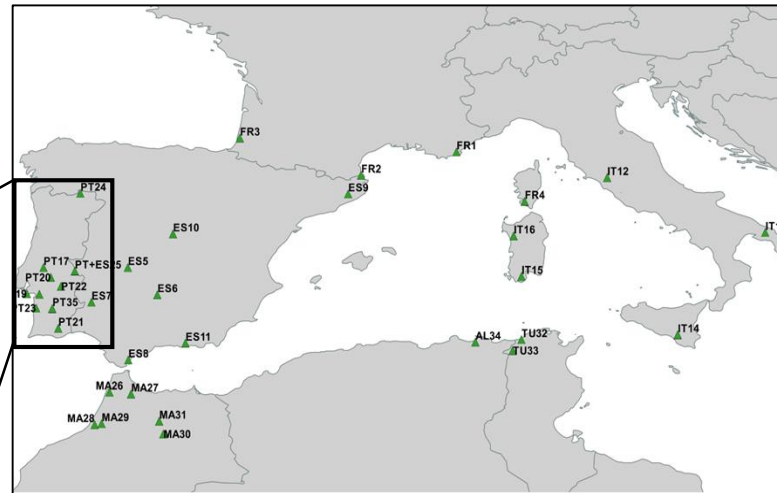 FR3
FR1
FR2
IT12
PT24
ES9
FR4
ES10
IT16
PT17
PT+ES25
ES5
PT20
IT15
PT22
ES6
19
ES7
PT23
PT35
PT21
TU32
IT14
ES11
AL34
TU33
ES8
MA26
MA27
MA31
MA28
MA29
MA30